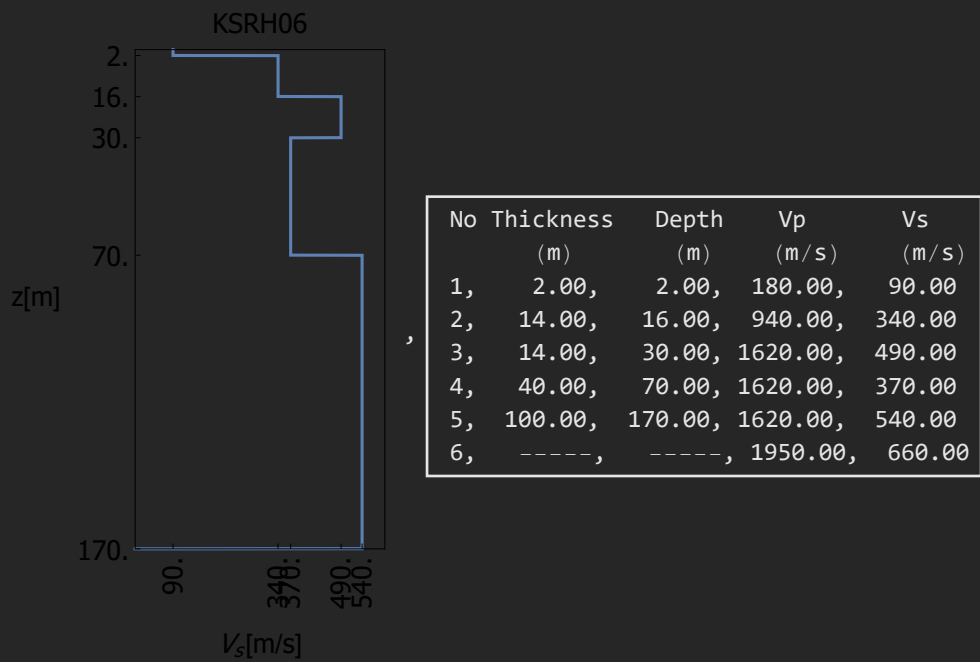 KSRH06
2.
16.
30.
70.
170.
z[m]
90.
340.
370.
490.
540.
Vs[m/s]
,
No Thickness Depth Vp Vs
(m) (m) (m/s) (m/s)
1, 2.00, 2.00, 180.00, 90.00
2, 14.00, 16.00, 940.00, 340.00
3, 14.00, 30.00, 1620.00, 490.00
4, 40.00, 70.00, 1620.00, 370.00
5, 100.00, 170.00, 1620.00, 540.00
6, -----, -----, 1950.00, 660.00